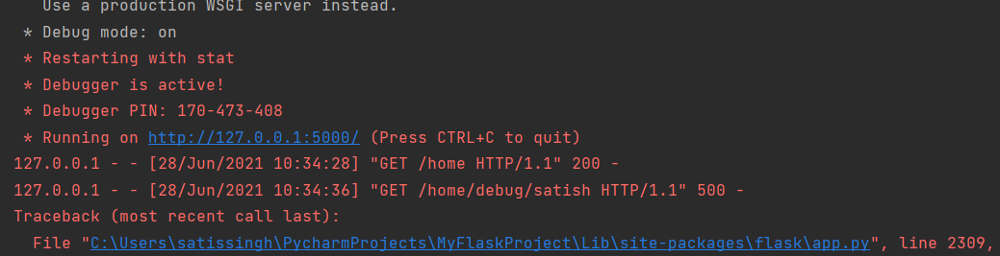 Use a production WSGI server instead.
* Debug mode: on
* Restarting with stat
* Debugger is active!
* Debugger PIN: 170-473-408
* Running on http://127.0.0.1:5000/ (Press CTRL+C to quit)
127.0.0.1 - - [28/Jun/2021 10:34:28] "GET /home HTTP/1.1" 200 -
127.0.0.1 - - [28/Jun/2021 10:34:36] "GET /home/debug/satish HTTP/1.1" 500 -
Traceback (most recent call last):
File "C:\Users\satissingh\PycharmProjects\MyFlaskProject\Lib\site-packages\flask\app.py", line 2309,